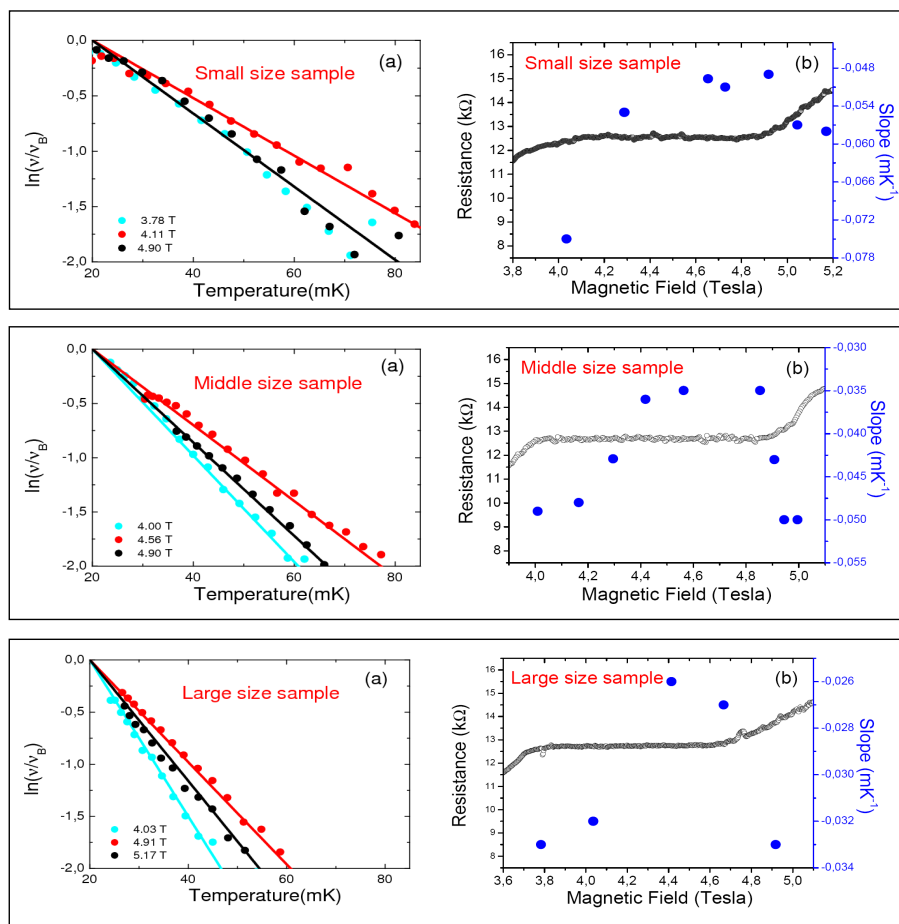 (a)
Small size sample
ln(ν/νB)
0,0
-0,5
-1,0
-1,5
-2,0
3.78 T
4.11 T
4.90 T
20 40 60 80
Temperature(mK)
(b)
Small size sample
Resistance (kΩ)
16
15
14
13
12
11
10
9
8
3,8 4,0 4,2 4,4 4,6 4,8 5,0 5,2
Magnetic Field (Tesla)
-0,048
-0,054
-0,060
-0,066
-0,072
-0,078
Slope (mK-1)
(a)
Middle size sample
ln(ν/νB)
0,0
-0,5
-1,0
-1,5
-2,0
4.00 T
4.56 T
4.90 T
20 40 60 80
Temperature(mK)
(b)
Middle size sample
Resistance (kΩ)
16
15
14
13
12
11
10
9
8
4,0 4,2 4,4 4,6 4,8 5,0
Magnetic Field (Tesla)
-0,030
-0,035
-0,040
-0,045
-0,050
-0,055
Slope (mK-1)
(a)
Large size sample
ln(ν/νB)
0,0
-0,5
-1,0
-1,5
-2,0
4.03 T
4.91 T
5.17 T
20 30 40 50 60 70 80
Temperature(mK)
(b)
Large size sample
Resistance (kΩ)
16
15
14
13
12
11
10
9
8
3,6 3,8 4,0 4,2 4,4 4,6 4,8 5,0
Magnetic Field (Tesla)
-0,026
-0,027
-0,029
-0,030
-0,032
-0,034
Slope (mK-1)